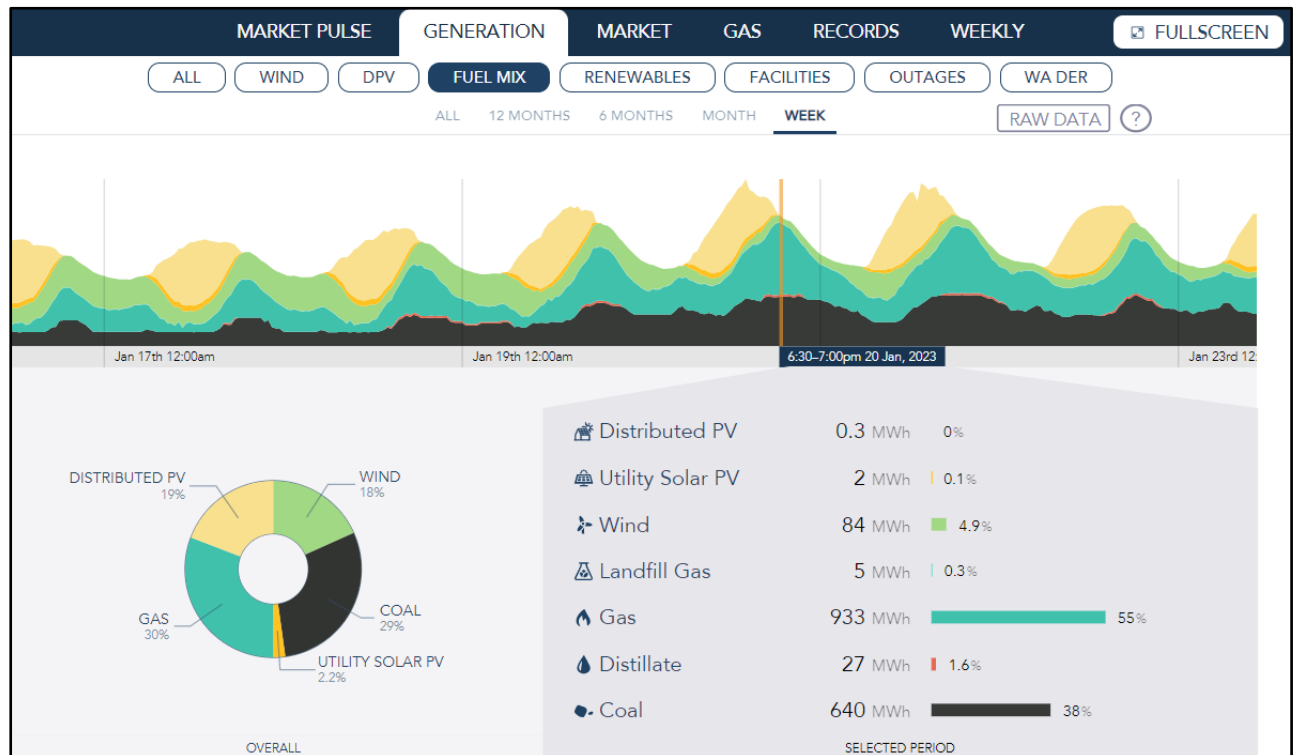 MARKET PULSE GENERATION MARKET GAS RECORDS WEEKLY FULLSCREEN
ALL WIND DPV FUEL MIX RENEWABLES FACILITIES OUTAGES WA DER
ALL 12 MONTHS 6 MONTHS MONTH WEEK RAW DATA ?
Jan 17th 12:00am Jan 19th 12:00am 6:30–7:00pm 20 Jan, 2023 Jan 23rd 12:
DISTRIBUTED PV
19%
WIND
18%
GAS
30%
COAL
29%
UTILITY SOLAR PV
2.2%
OVERALL
Distributed PV 0.3 MWh 0%
Utility Solar PV 2 MWh 0.1%
Wind 84 MWh 4.9%
Landfill Gas 5 MWh 0.3%
Gas 933 MWh 55%
Distillate 27 MWh 1.6%
Coal 640 MWh 38%
SELECTED PERIOD